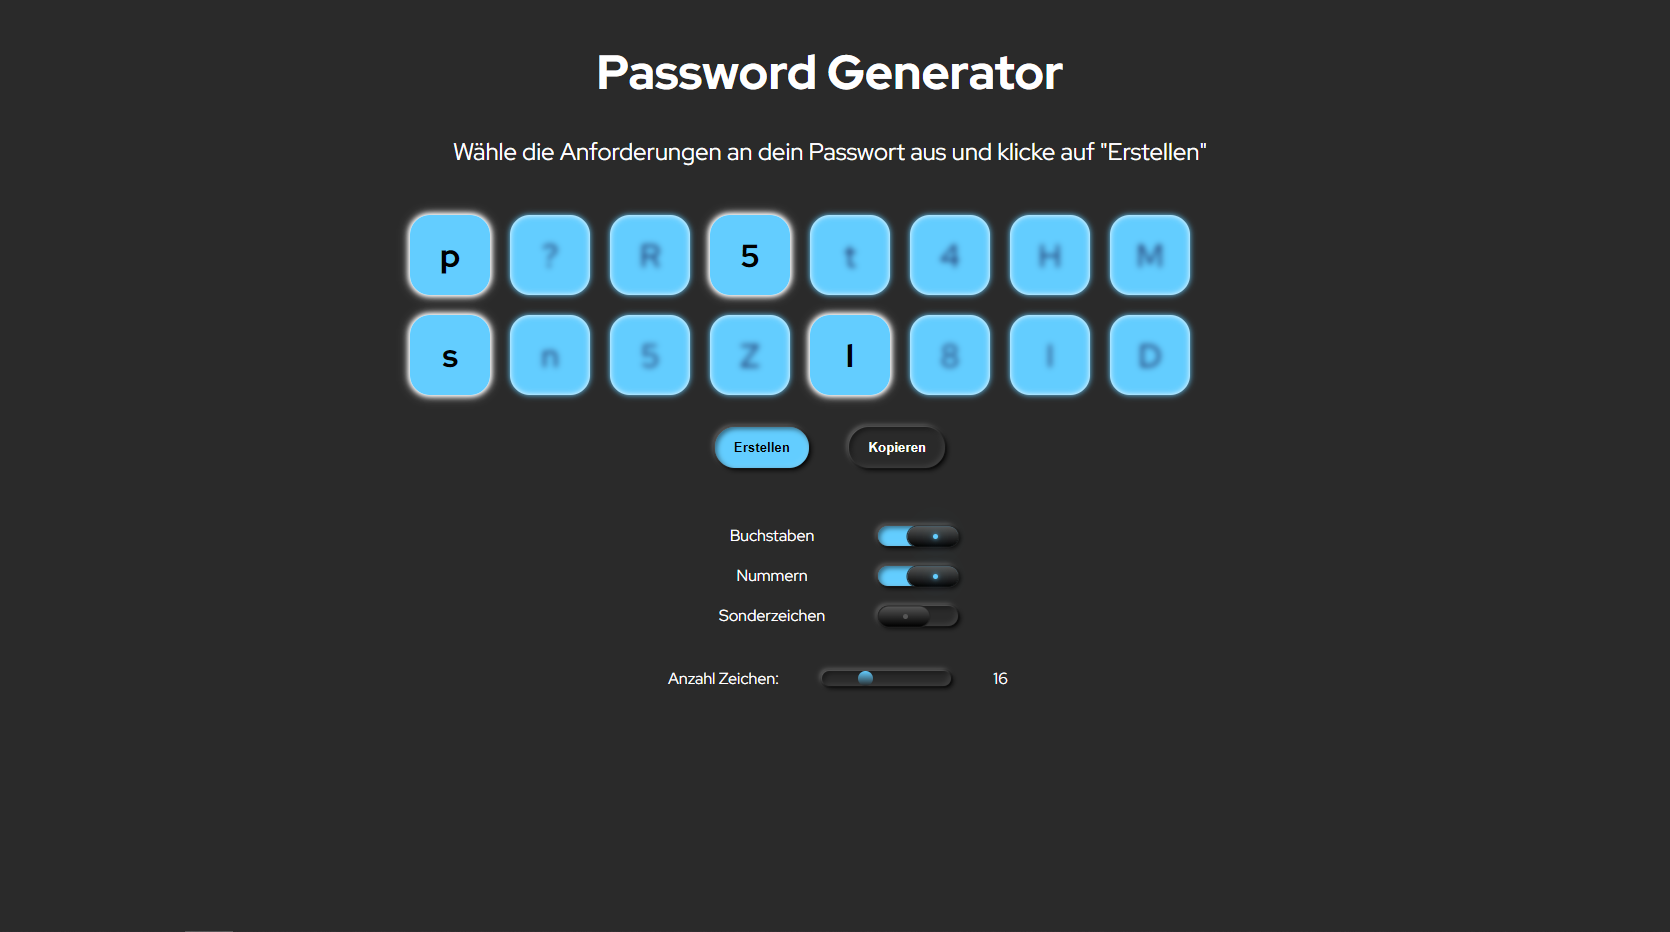 Password Generator
Wähle die Anforderungen an dein Passwort aus und klicke auf "Erstellen"
p ? R 5 t 4 H M
s n 5 Z l 8 I D
Erstellen Kopieren
Buchstaben
Nummern
Sonderzeichen
Anzahl Zeichen: 16